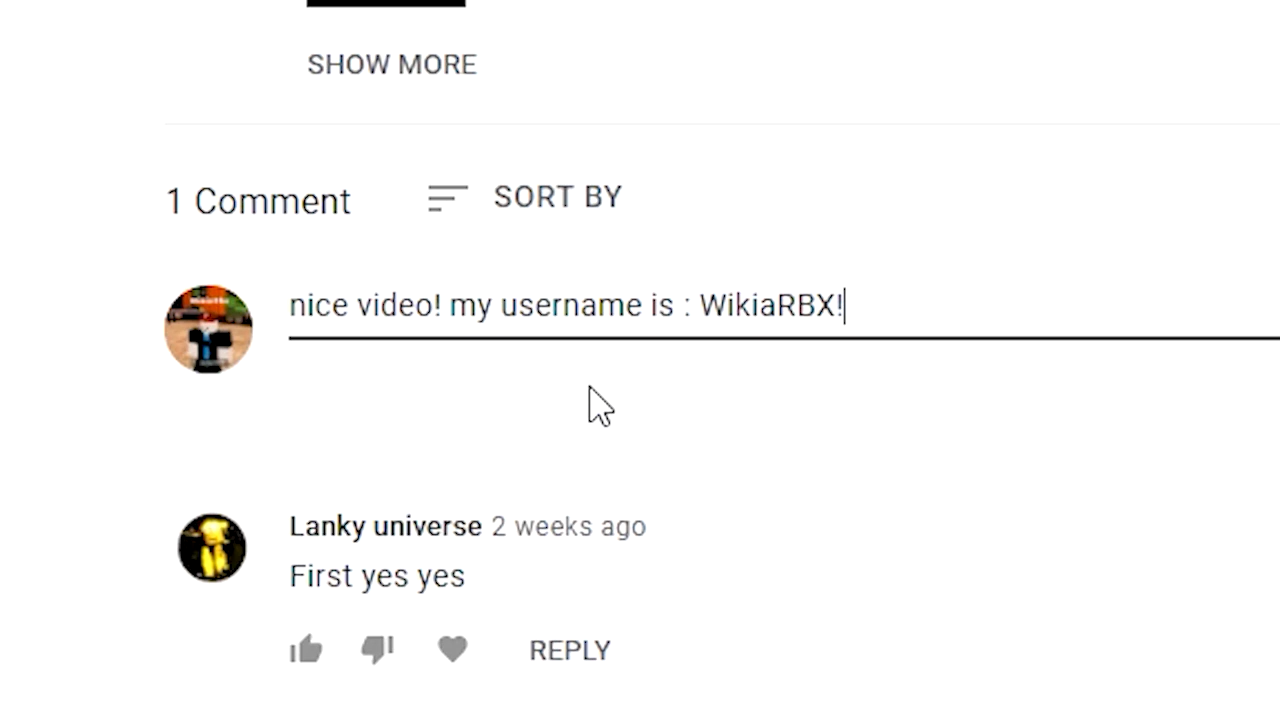 SHOW MORE
1 Comment SORT BY
nice video! my username is : WikiaRBX!
Lanky universe 2 weeks ago
First yes yes
REPLY